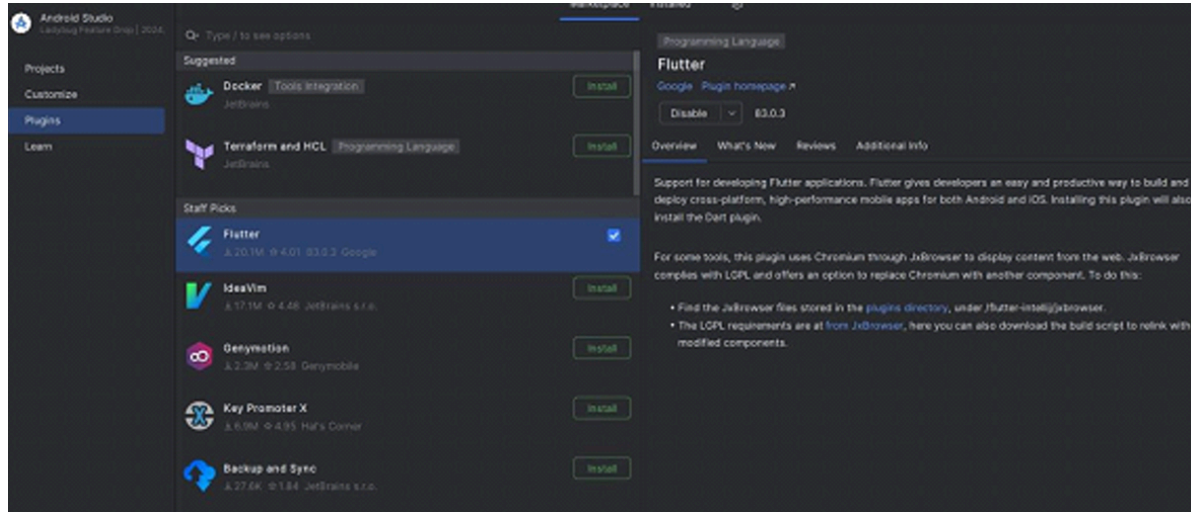 Marketplace Installed
Android Studio
Ladybug Feature Drop | 2024.
Projects
Customize
Plugins
Learn
Type / to see options
Suggested
Docker Tools Integration
JetBrains
Install
Terraform and HCL Programming Language
JetBrains
Install
Staff Picks
Flutter
20.1M 4.01 83.0.3 Google
IdeaVim
17.1M 4.48 JetBrains s.r.o.
Install
Genymotion
2.3M 2.58 Genymobile
Install
Key Promoter X
6.9M 4.95 Hal's Corner
Install
Backup and Sync
27.6K 1.84 JetBrains s.r.o.
Install
Programming Language
Flutter
Google Plugin homepage ↗
Disable 83.0.3
Overview What's New Reviews Additional Info
Support for developing Flutter applications. Flutter gives developers an easy and productive way to build and
deploy cross-platform, high-performance mobile apps for both Android and iOS. Installing this plugin will also
install the Dart plugin.
For some tools, this plugin uses Chromium through JxBrowser to display content from the web. JxBrowser
complies with LGPL and offers an option to replace Chromium with another component. To do this:
• Find the JxBrowser files stored in the plugins directory, under /flutter-intellij/jxbrowser.
• The LGPL requirements are at from JxBrowser, here you can also download the build script to relink with
modified components.